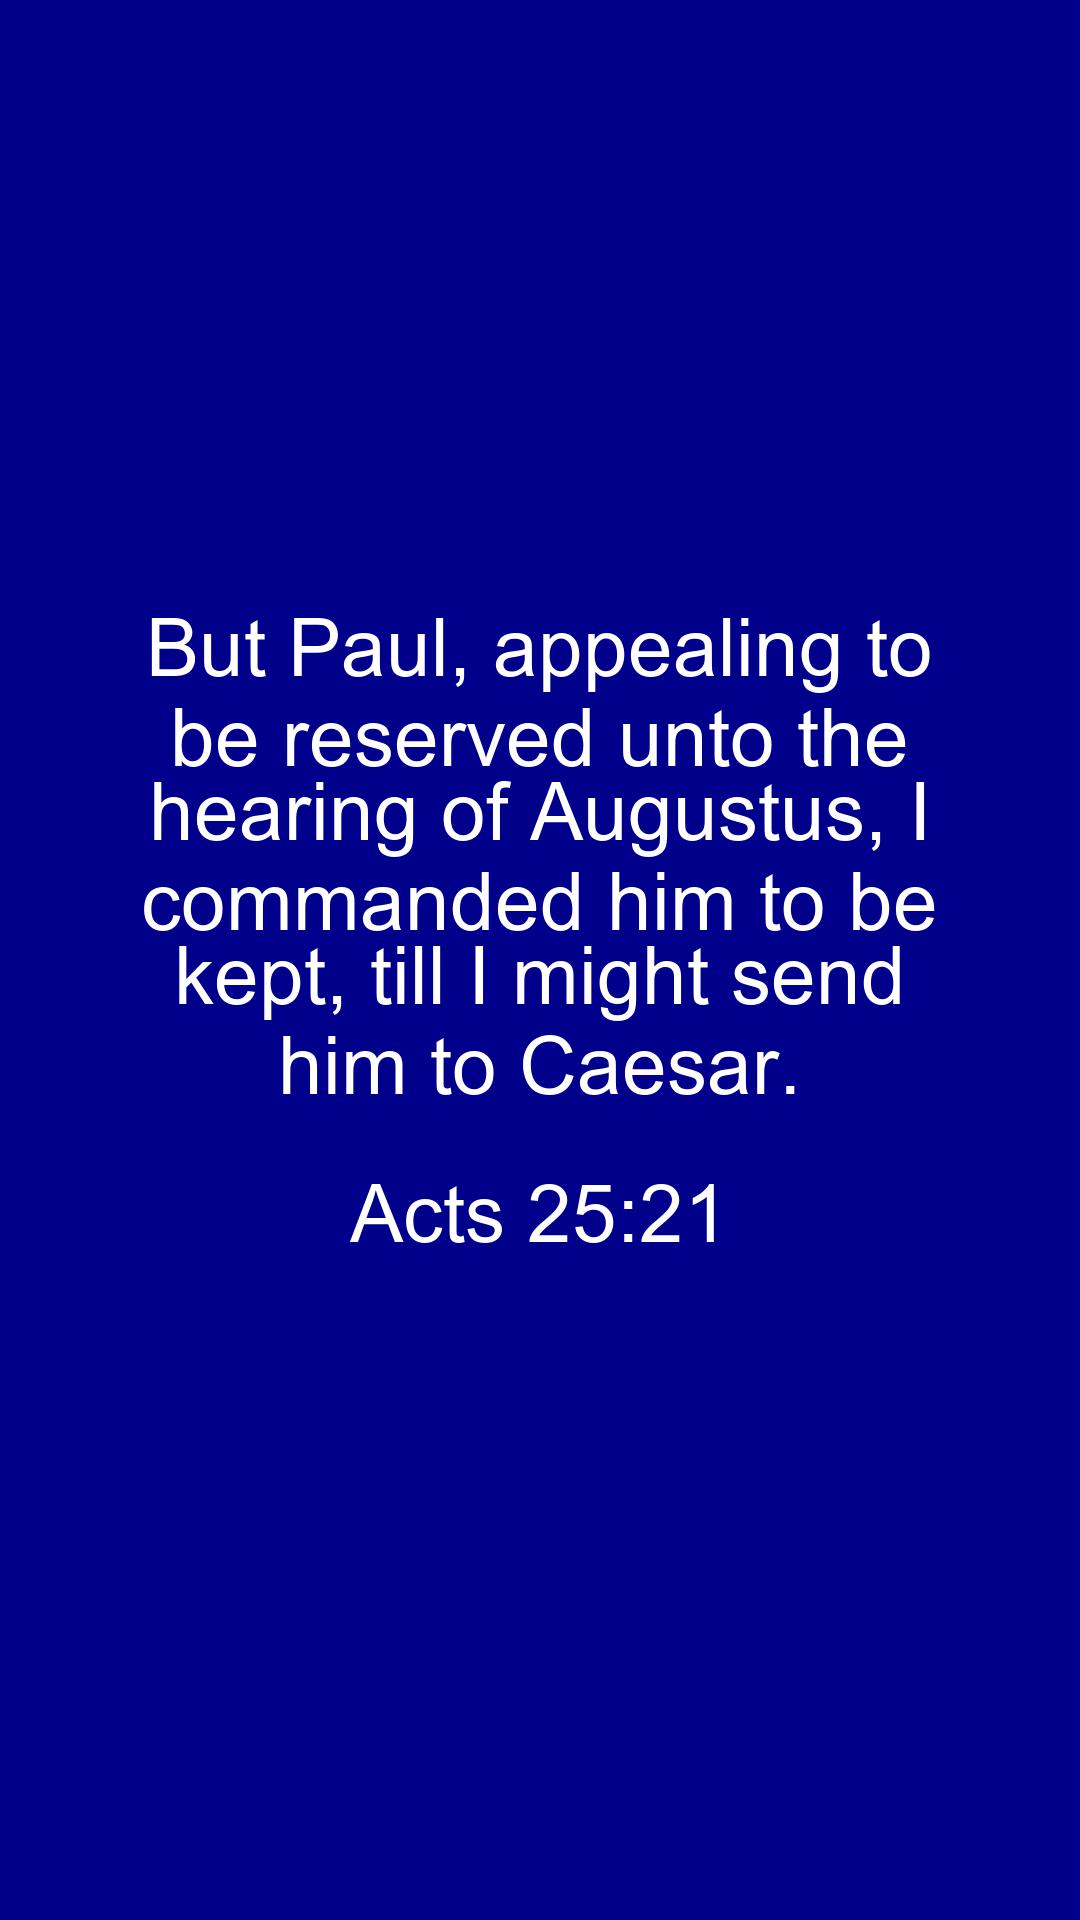 But Paul, appealing to
be reserved unto the
hearing of Augustus, I
commanded him to be
kept, till I might send
him to Caesar.
Acts 25:21